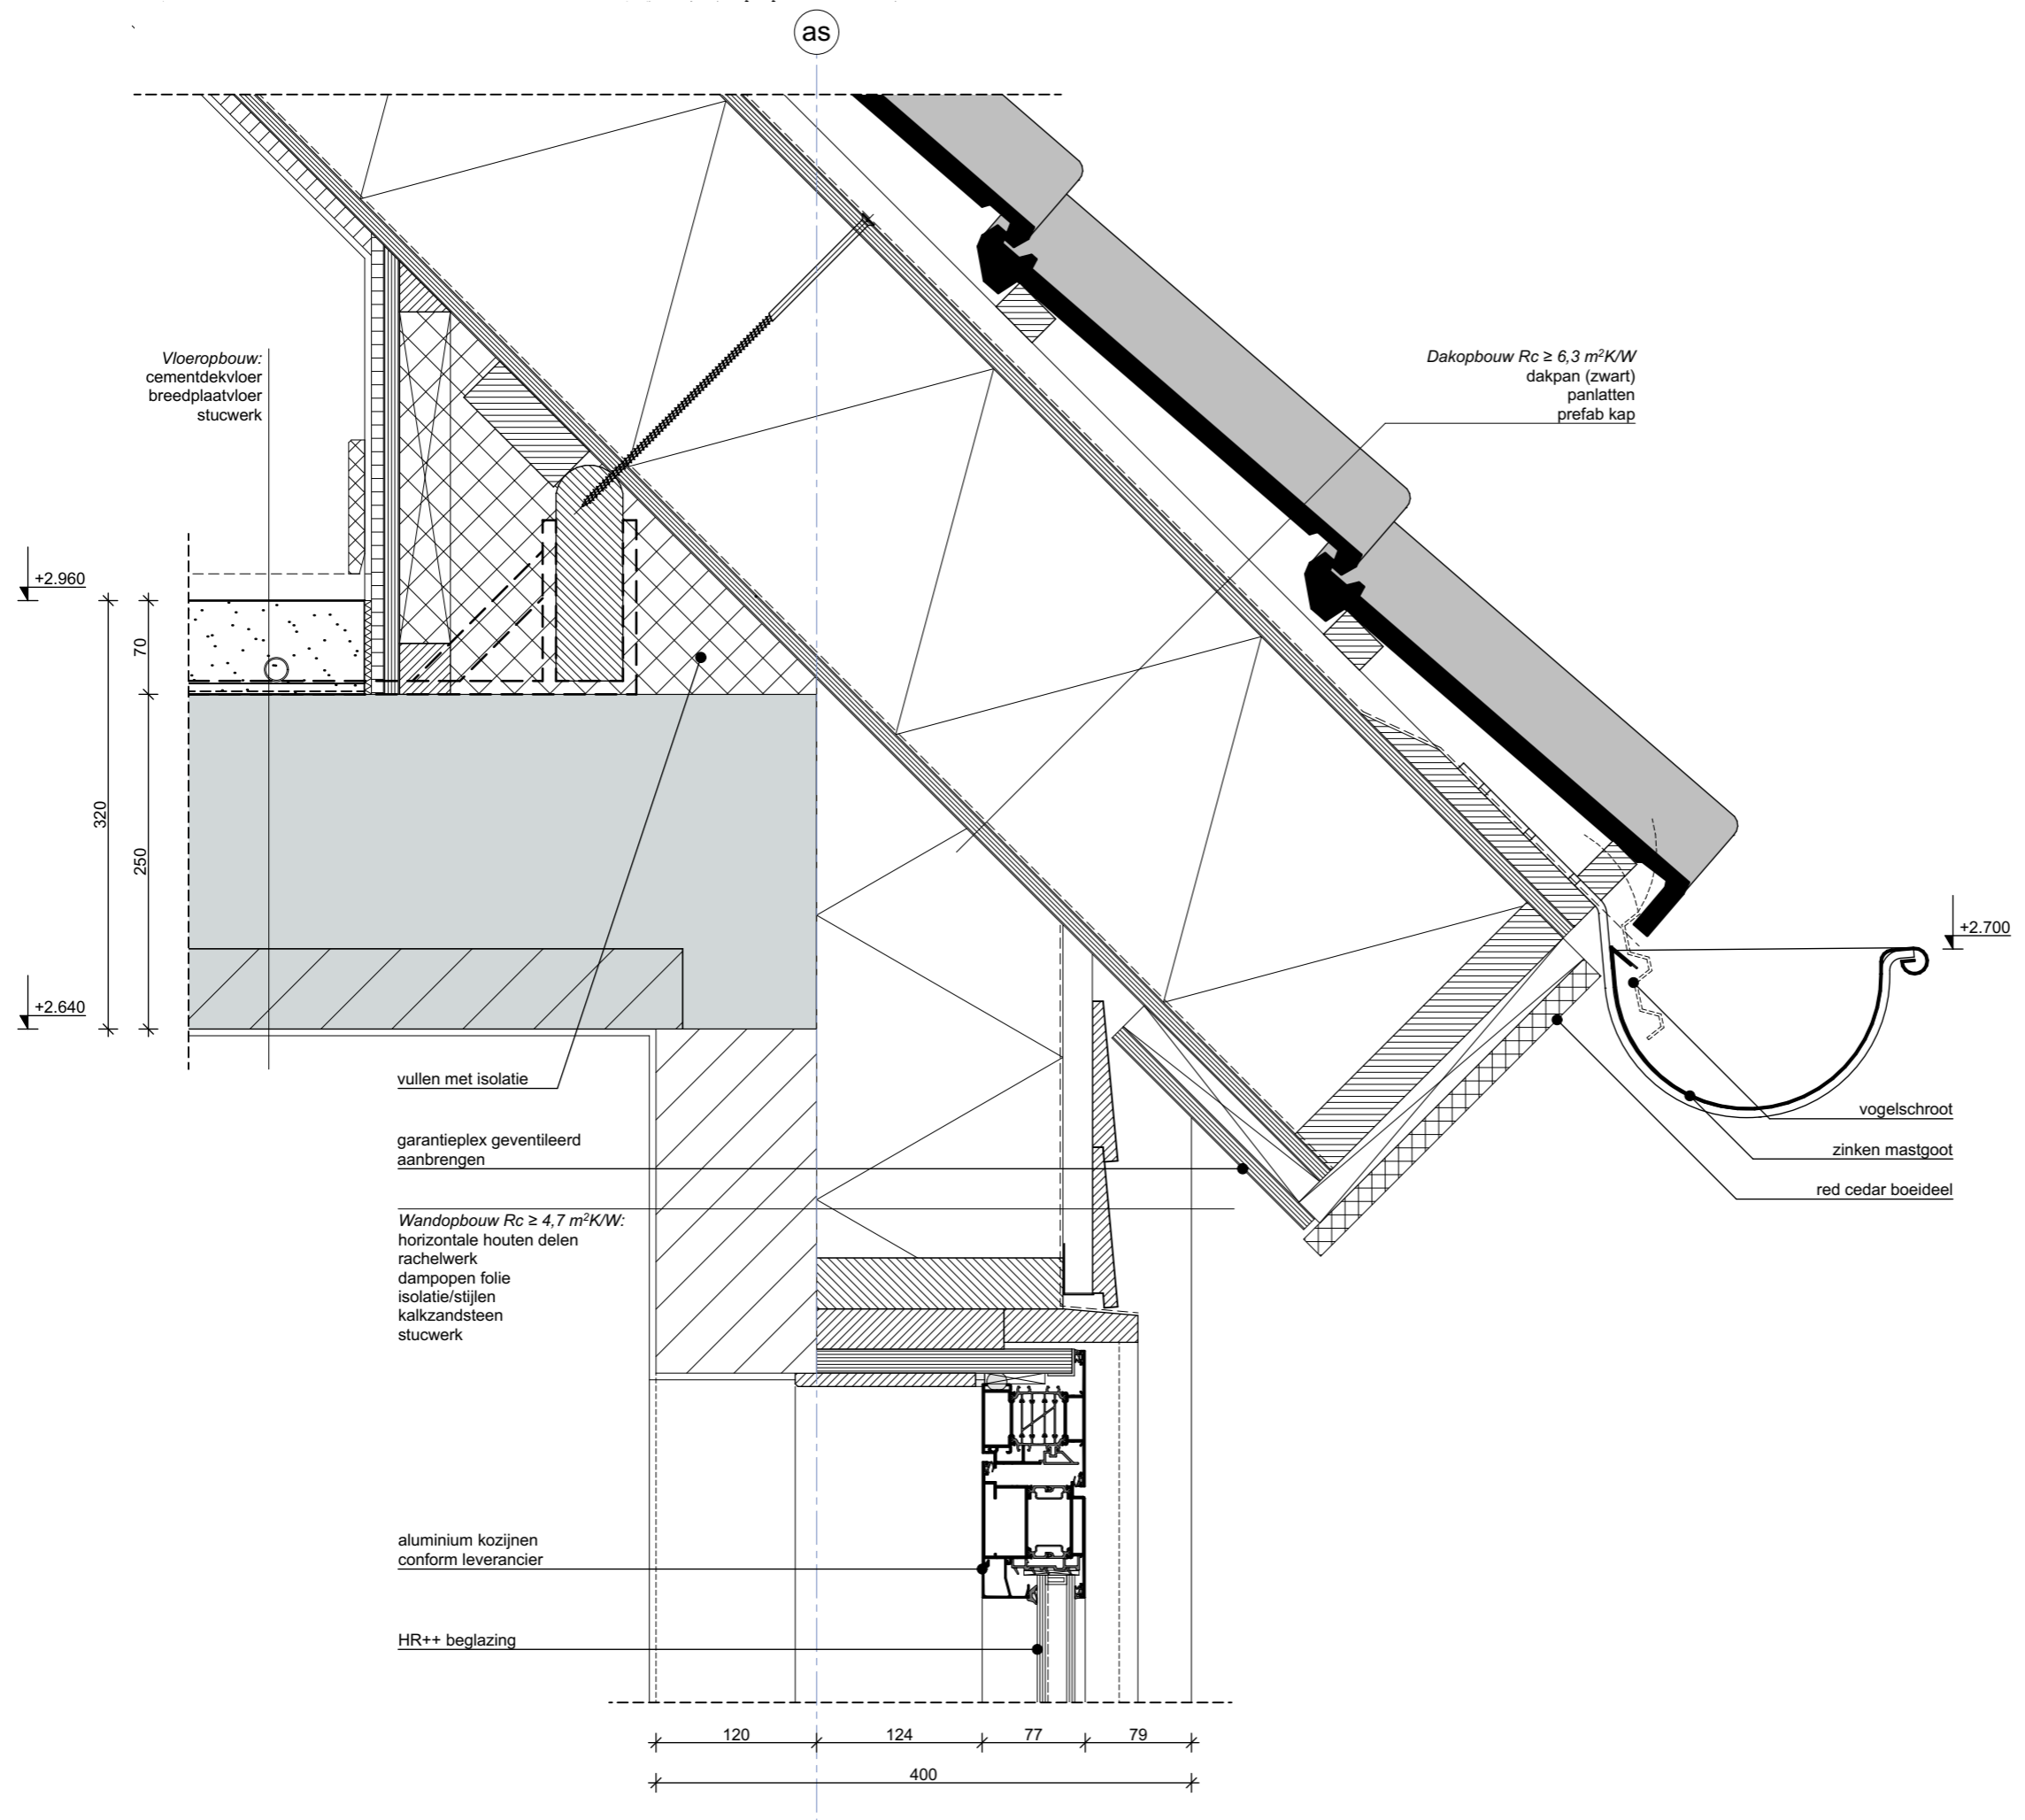 as
Vloeropbouw:
cementdekvloer
breedplaatvloer
stucwerk
Dakopbouw Rc ≥ 6,3 m²K/W
dakpan (zwart)
panlatten
prefab kap
+2.960
70
320
250
+2.640
+2.700
vullen met isolatie
garantieplex geventileerd
aanbrengen
vogelschroot
zinken mastgoot
red cedar boeideel
Wandopbouw Rc ≥ 4,7 m²K/W:
horizontale houten delen
rachelwerk
dampopen folie
isolatie/stijlen
kalkzandsteen
stucwerk
aluminium kozijnen
conform leverancier
HR++ beglazing
120
124
77
79
400